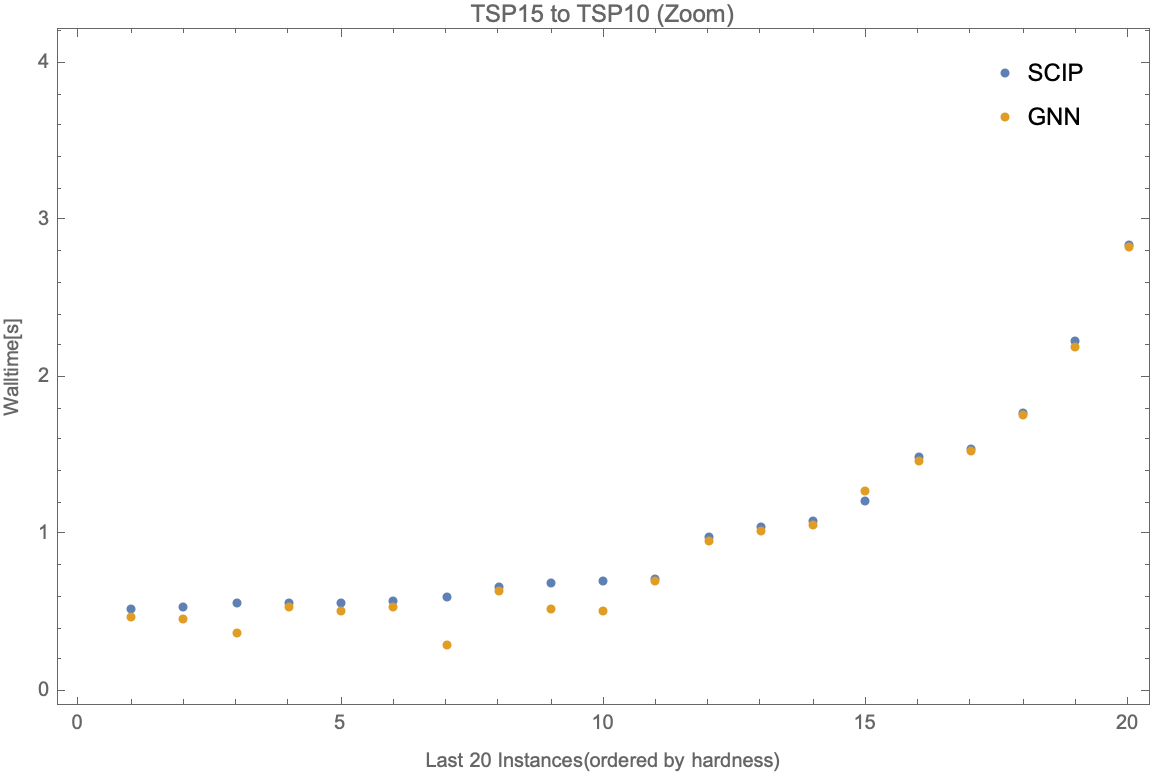 TSP15 to TSP10 (Zoom)
SCIP
GNN
Walltime[s]
4
3
2
1
0
0 5 10 15 20
Last 20 Instances(ordered by hardness)